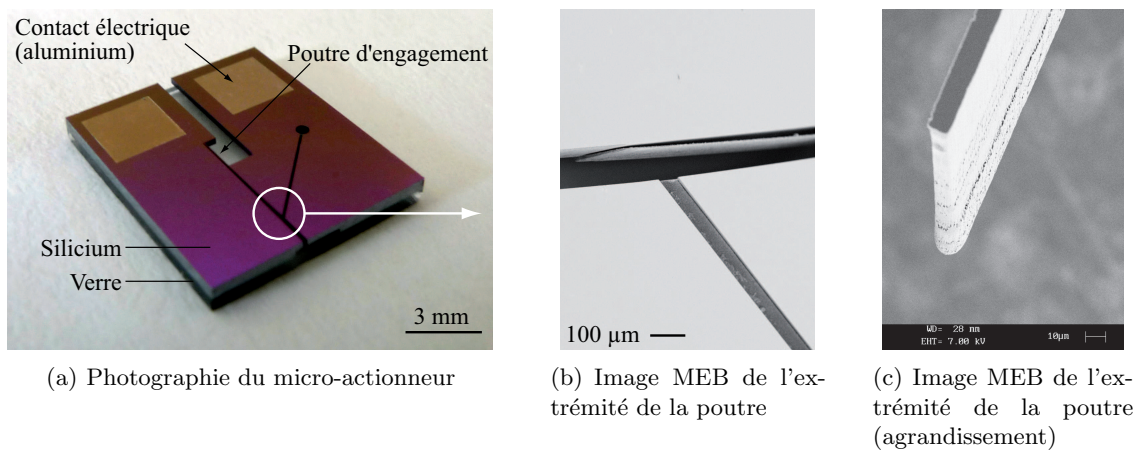 Contact électrique
(aluminium)
Poutre d'engagement
Silicium
Verre
3 mm
100 µm
WD= 28 mm
EHT= 7.00 kV
10µm
(a) Photographie du micro-actionneur
(b) Image MEB de l'ex-
trémité de la poutre
(c) Image MEB de l'ex-
trémité de la poutre
(agrandissement)